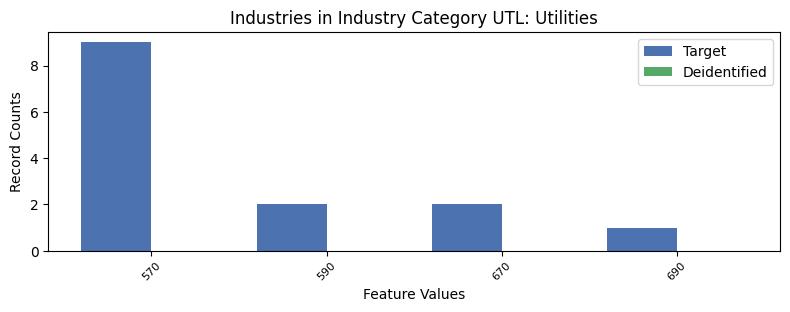 Industries in Industry Category UTL: Utilities
Target
Deidentified
Record Counts
8
6
4
2
0
570
590
670
690
Feature Values